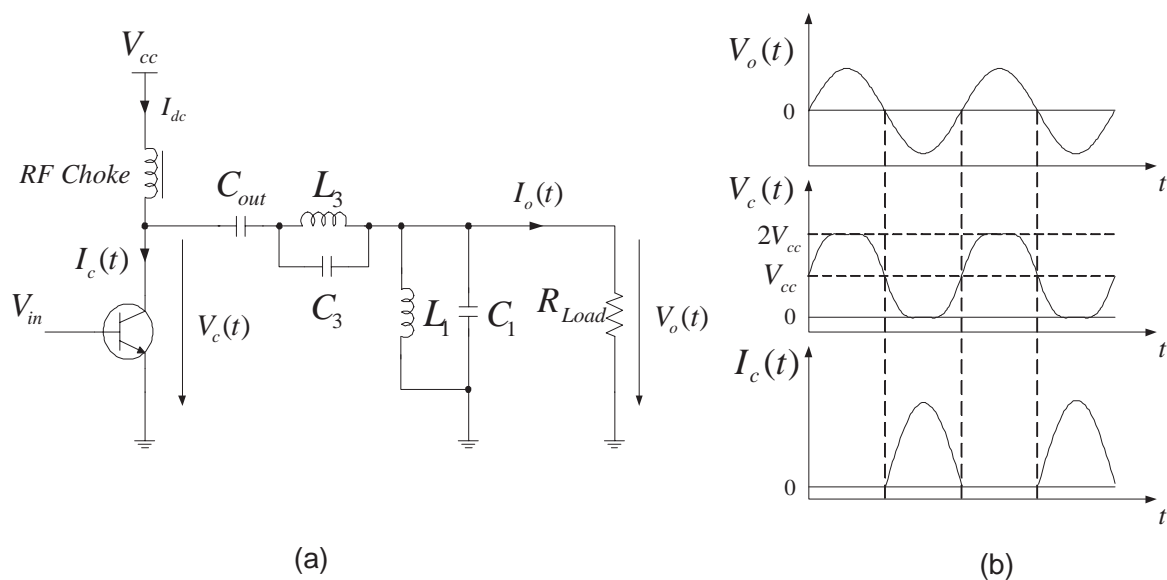 V_cc
I_dc
RF Choke
C_out
L_3
I_o(t)
I_c(t)
C_3
V_in
V_c(t)
L_1
C_1
R_Load
V_o(t)
(a)
V_o(t)
0
t
V_c(t)
2V_cc
V_cc
0
t
I_c(t)
0
t
(b)